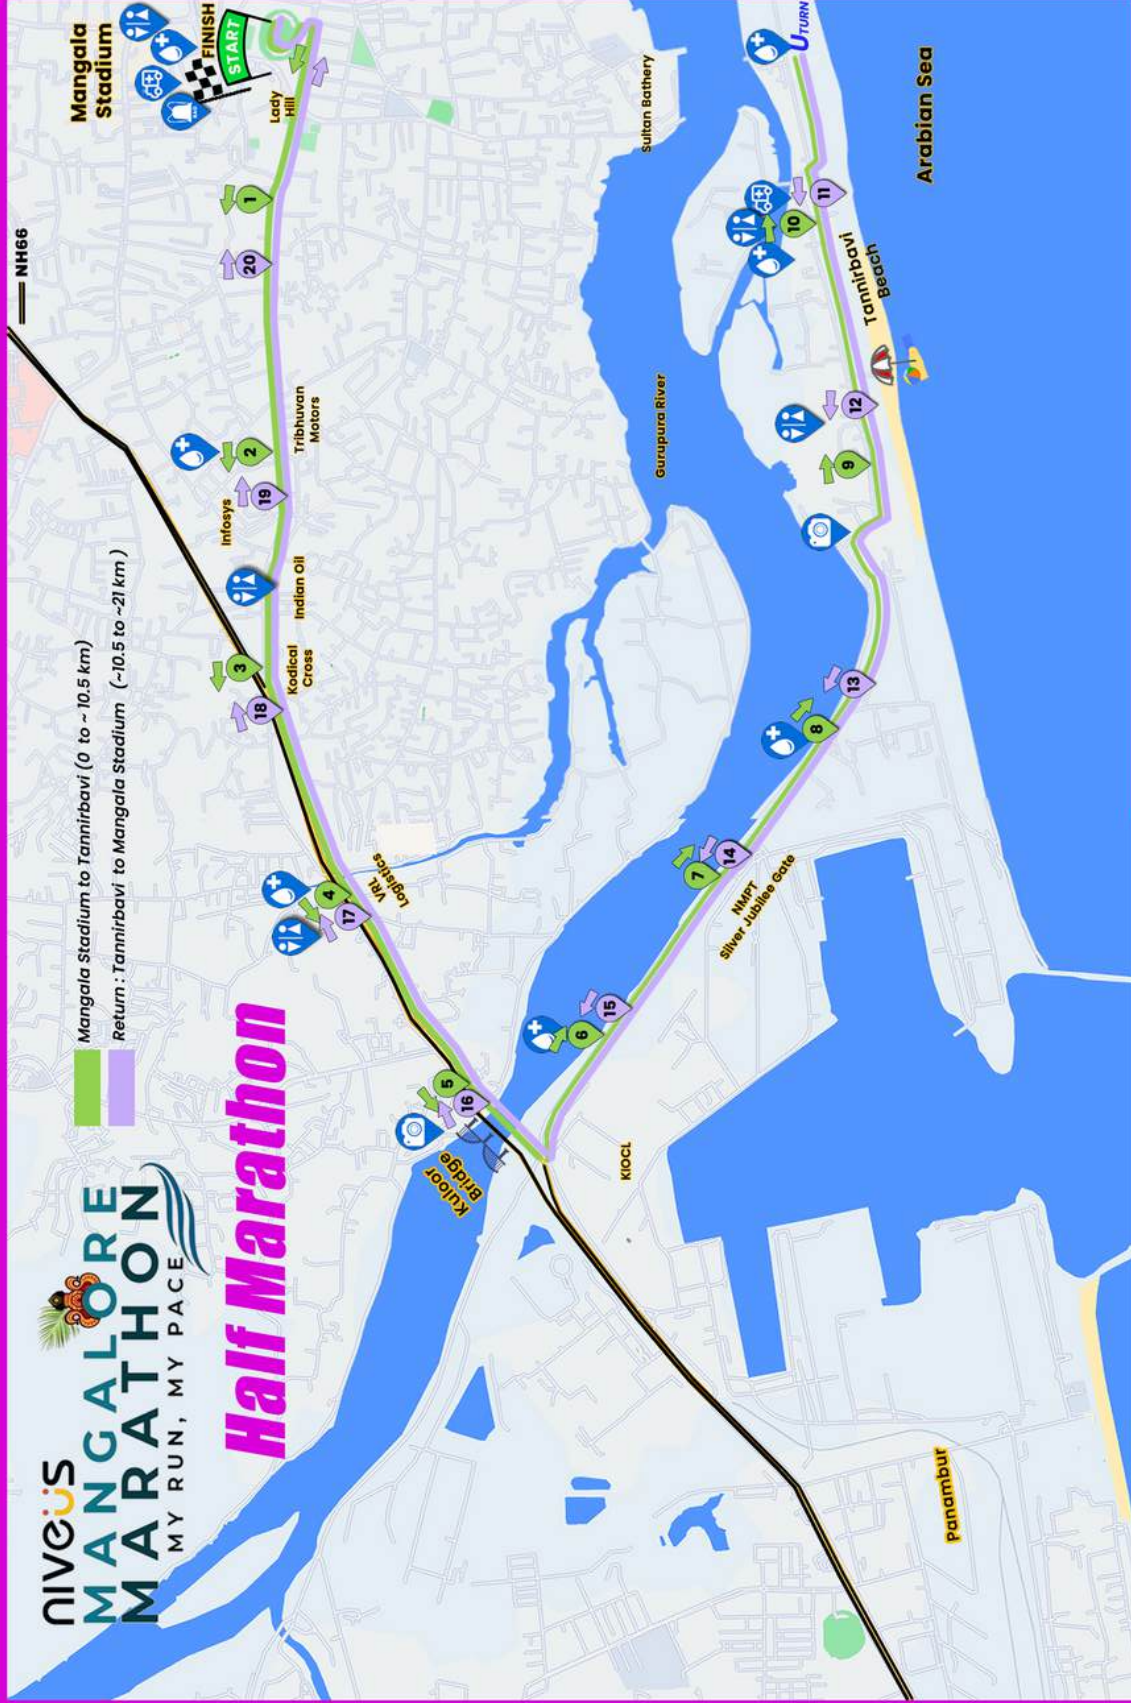 NIVEUS
MANGALORE
MARATHON
MY RUN, MY PACE
Half Marathon
Mangala Stadium to Tannirbavi (0 to ~ 10.5 km)
Return : Tannirbavi to Mangala Stadium (~10.5 to ~21 km)
NH66
Mangala
Stadium
FINISH
START
Lady
Hill
1
20
Tribhuvan
Motors
2
19
Infosys
Indian Oil
3
Kodical
Cross
18
VRL
Logistics
4
17
5
16
Kuloor
Bridge
KIOCL
6
15
7
14
NMPT
Silver Jubilee Gate
8
13
9
12
10
11
Tannirbavi
Beach
UTURN
Sultan Bathery
Gurupura River
Arabian Sea
Panambur